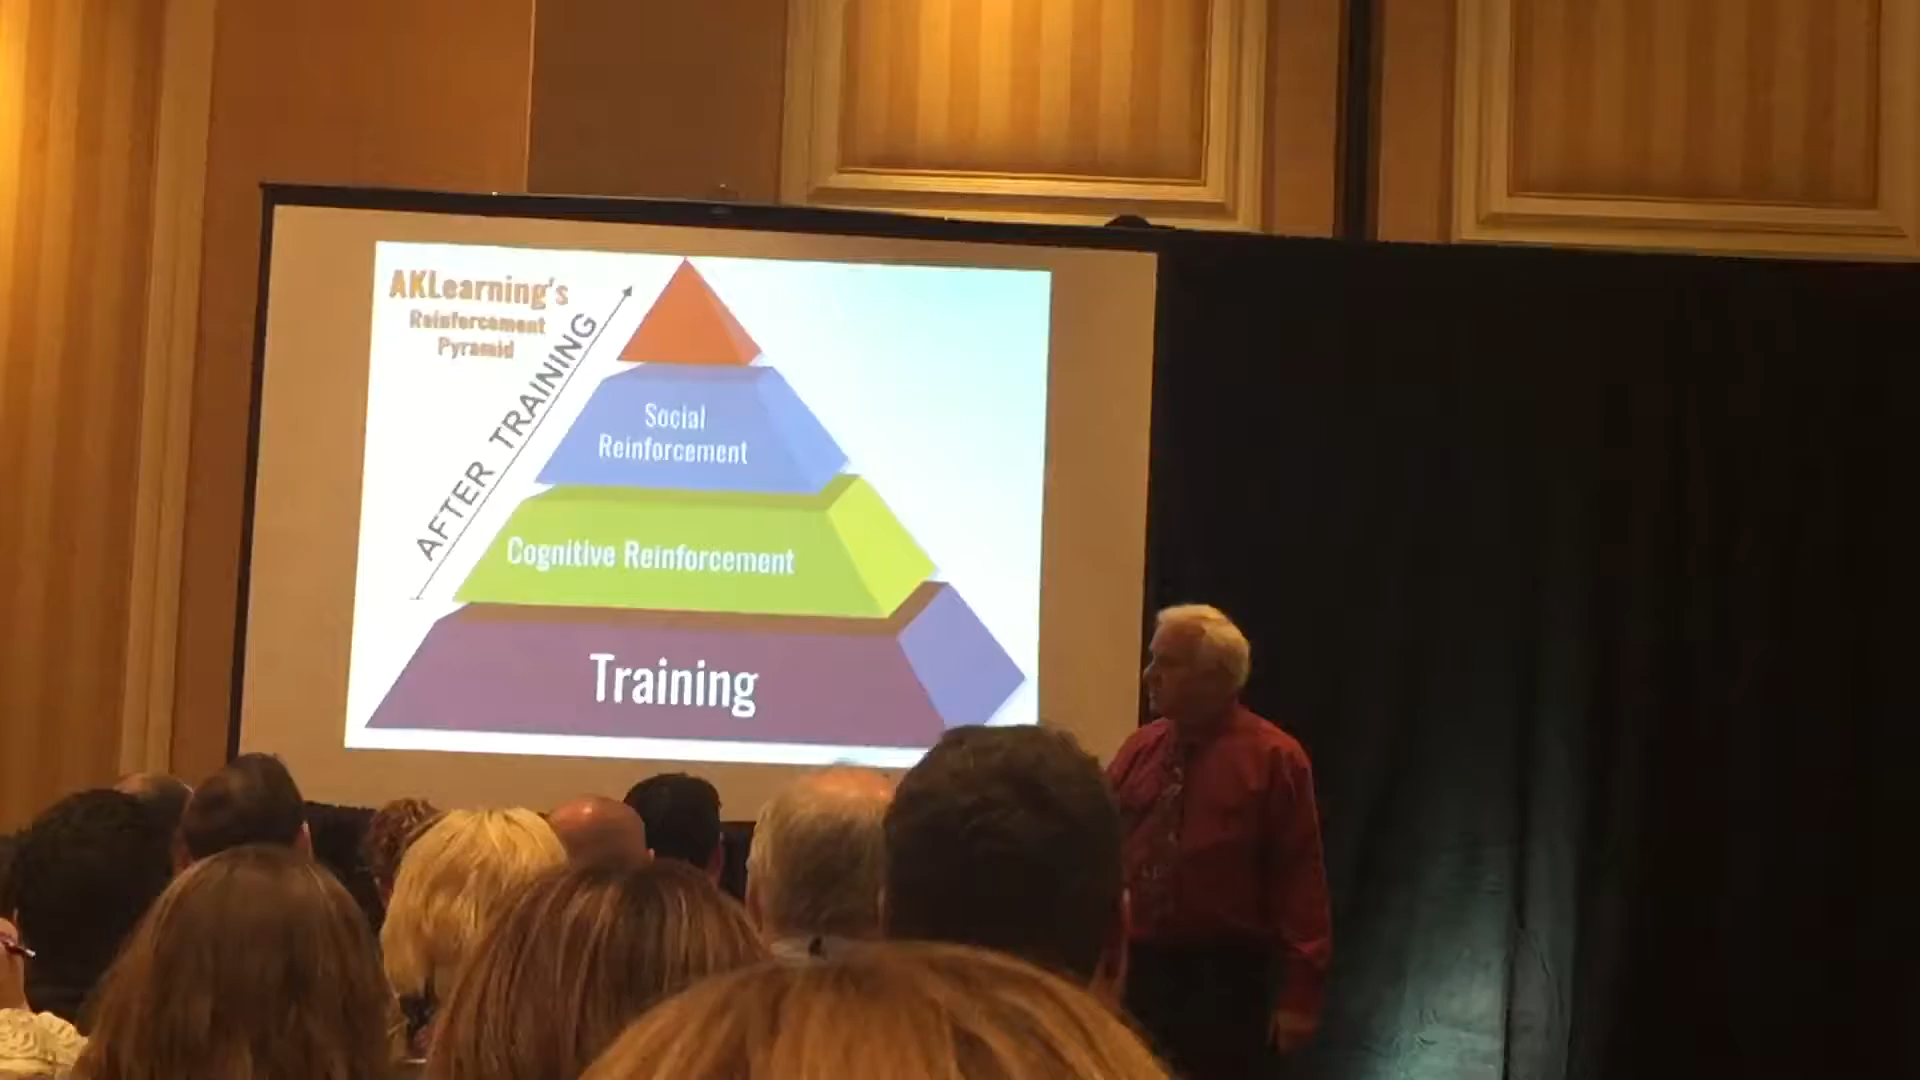 AKLearning's
Reinforcement
Pyramid
AFTER TRAINING
Social
Reinforcement
Cognitive Reinforcement
Training